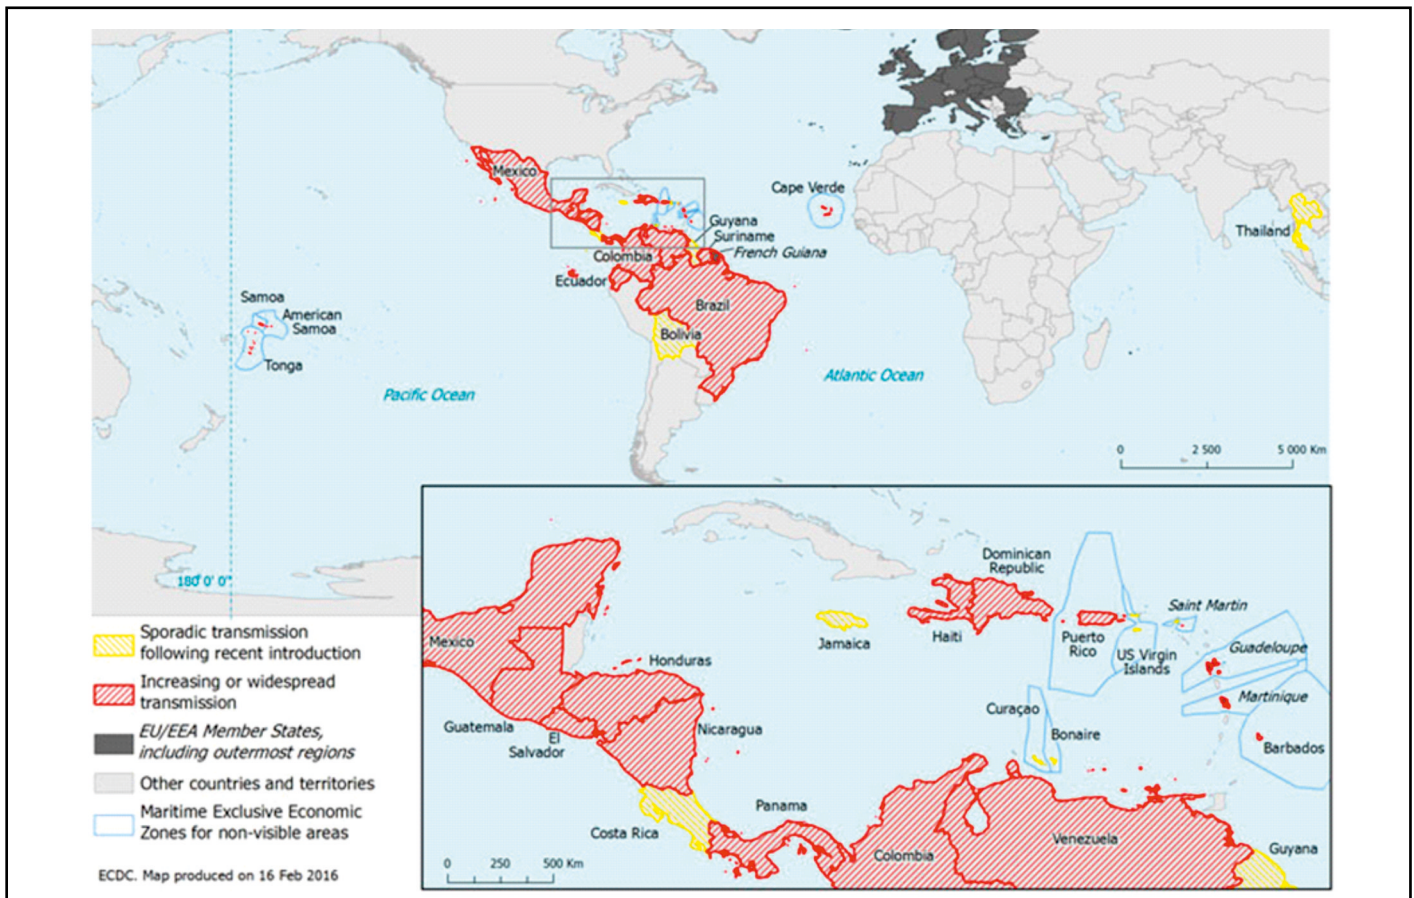 Mexico
Cape Verde
Guyana
Suriname
French Guiana
Colombia
Ecuador
Brazil
Bolivia
Thailand
Samoa
American
Samoa
Tonga
Pacific Ocean
Atlantic Ocean
0 2 500 5 000 Km
180°0' 0"
Sporadic transmission
following recent introduction
Increasing or widespread
transmission
EU/EEA Member States,
including outermost regions
Other countries and territories
Maritime Exclusive Economic
Zones for non-visible areas
ECDC. Map produced on 16 Feb 2016
Dominican
Republic
Mexico
Jamaica
Haiti
Puerto
Rico
US Virgin
Islands
Saint Martin
Guadeloupe
Martinique
Barbados
Honduras
Guatemala
El
Salvador
Nicaragua
Curaçao
Bonaire
Costa Rica
Panama
Colombia
Venezuela
Guyana
0 250 500 Km